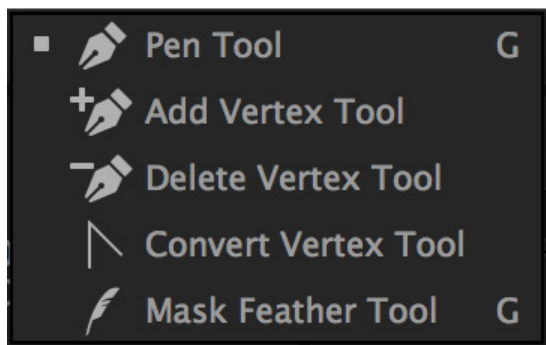 Pen Tool G
Add Vertex Tool
Delete Vertex Tool
Convert Vertex Tool
Mask Feather Tool G